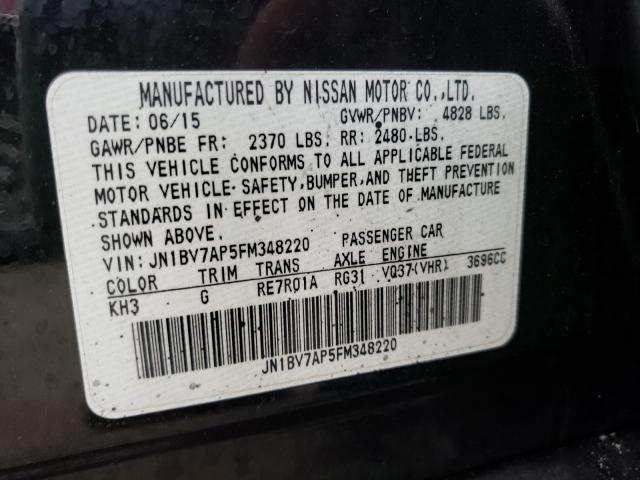 MANUFACTURED BY NISSAN MOTOR CO.,LTD.
DATE: 06/15 GVWR/PNBV: 4828 LBS.
GAWR/PNBE FR: 2370 LBS. RR: 2480 LBS.
THIS VEHICLE CONFORMS TO ALL APPLICABLE FEDERAL
MOTOR VEHICLE SAFETY, BUMPER, AND THEFT PREVENTION
STANDARDS IN EFFECT ON THE DATE OF MANUFACTURE
SHOWN ABOVE.
VIN: JN1BV7AP5FM348220 PASSENGER CAR
COLOR TRIM TRANS AXLE ENGINE
KH3 G RE7R01A RG31 VQ37(VHR) 3696CC
JN1BV7AP5FM348220